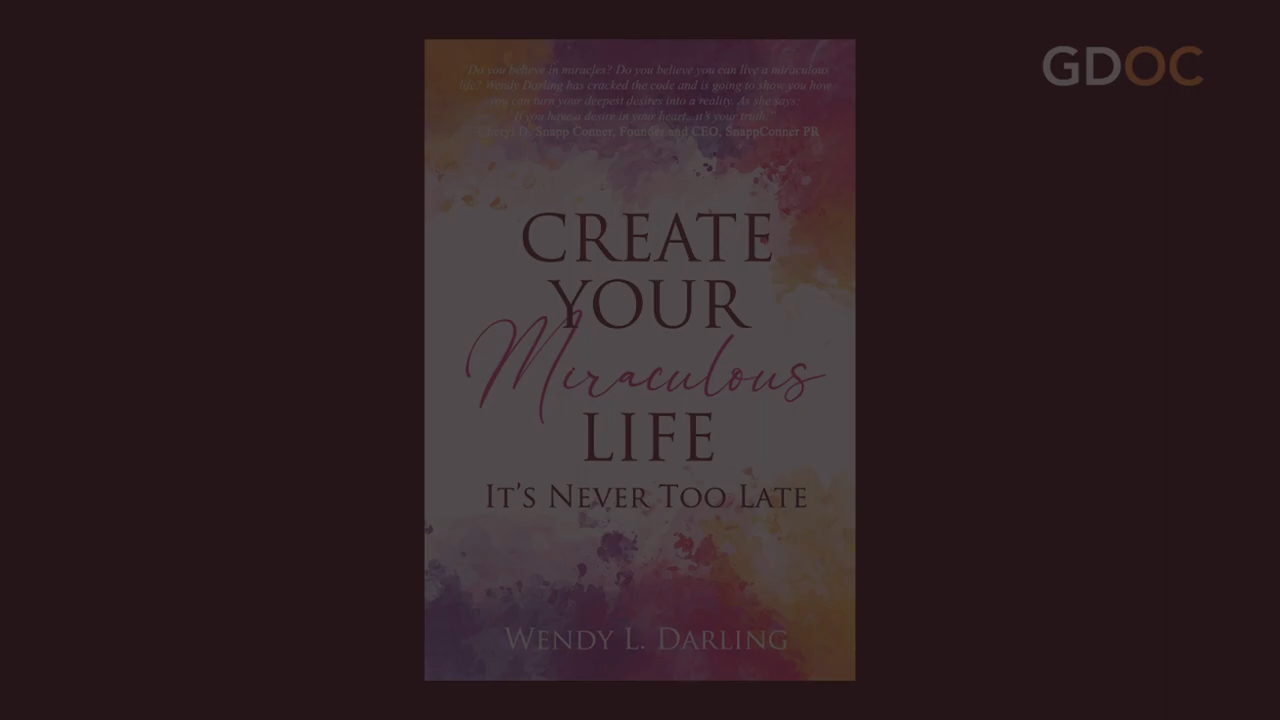 "Do you believe in miracles? Do you believe you can live a miraculous
life? Wendy Darling has cracked the code and is going to show you how
you can turn your deepest desires into a reality. As she says:
If you have a desire in your heart...it's your truth."
Cheryl D. Snapp Conner, Founder and CEO, SnappConner PR
GDOC
CREATE
YOUR
Miraculous
LIFE
IT'S NEVER TOO LATE
WENDY L. DARLING